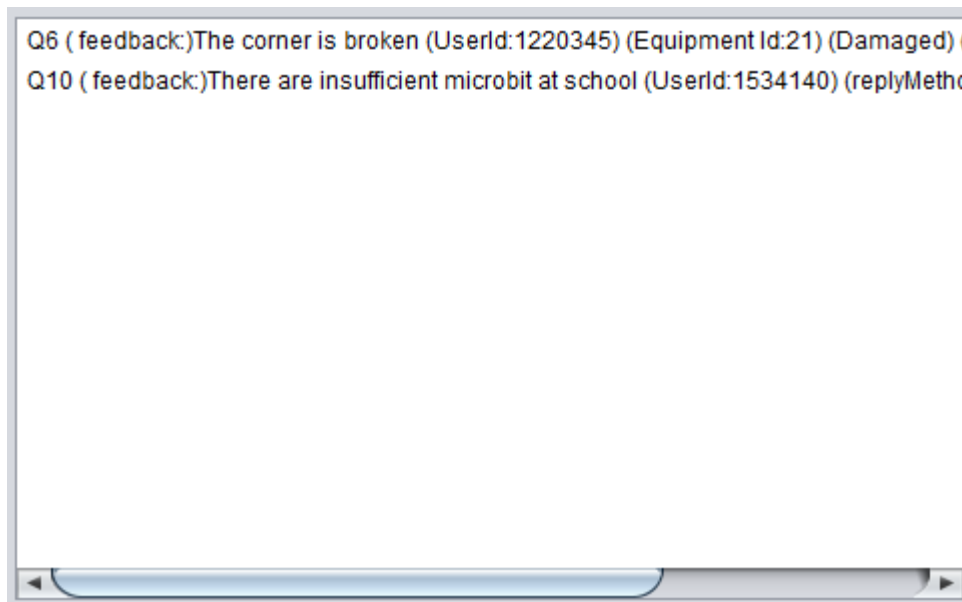 Q6 ( feedback:)The corner is broken (UserId:1220345) (Equipment Id:21) (Damaged) (
Q10 ( feedback:)There are insufficient microbit at school (UserId:1534140) (replyMetho